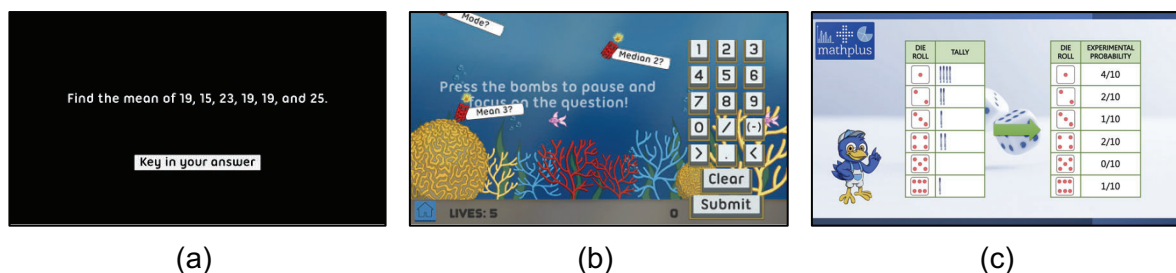 Find the mean of 19, 15, 23, 19, 19, and 25.
Key in your answer
(a)
Mode?
Median 2?
Press the bombs to pause and
focus on the question!
Mean 3?
1 2 3
4 5 6
7 8 9
0 / (-)
> . <
Clear
Submit
LIVES: 5
0
(b)
mathplus
DIE
ROLL
TALLY
DIE
ROLL
EXPERIMENTAL
PROBABILITY
4/10
2/10
1/10
2/10
0/10
1/10
(c)